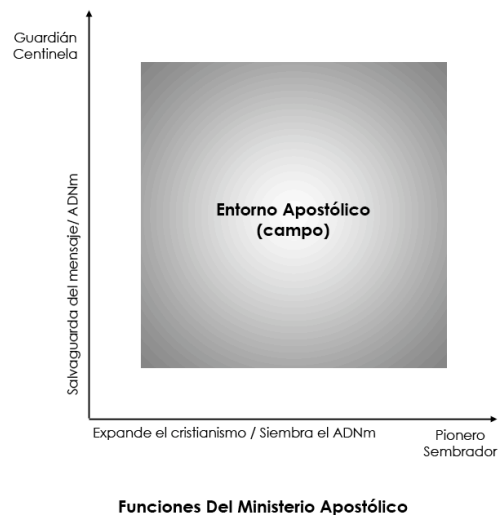 Guardián
Centinela
Salvaguarda del mensaje/ ADNm
Entorno Apostólico
(campo)
Expande el cristianismo / Siembra el ADNm
Pionero
Sembrador
Funciones Del Ministerio Apostólico